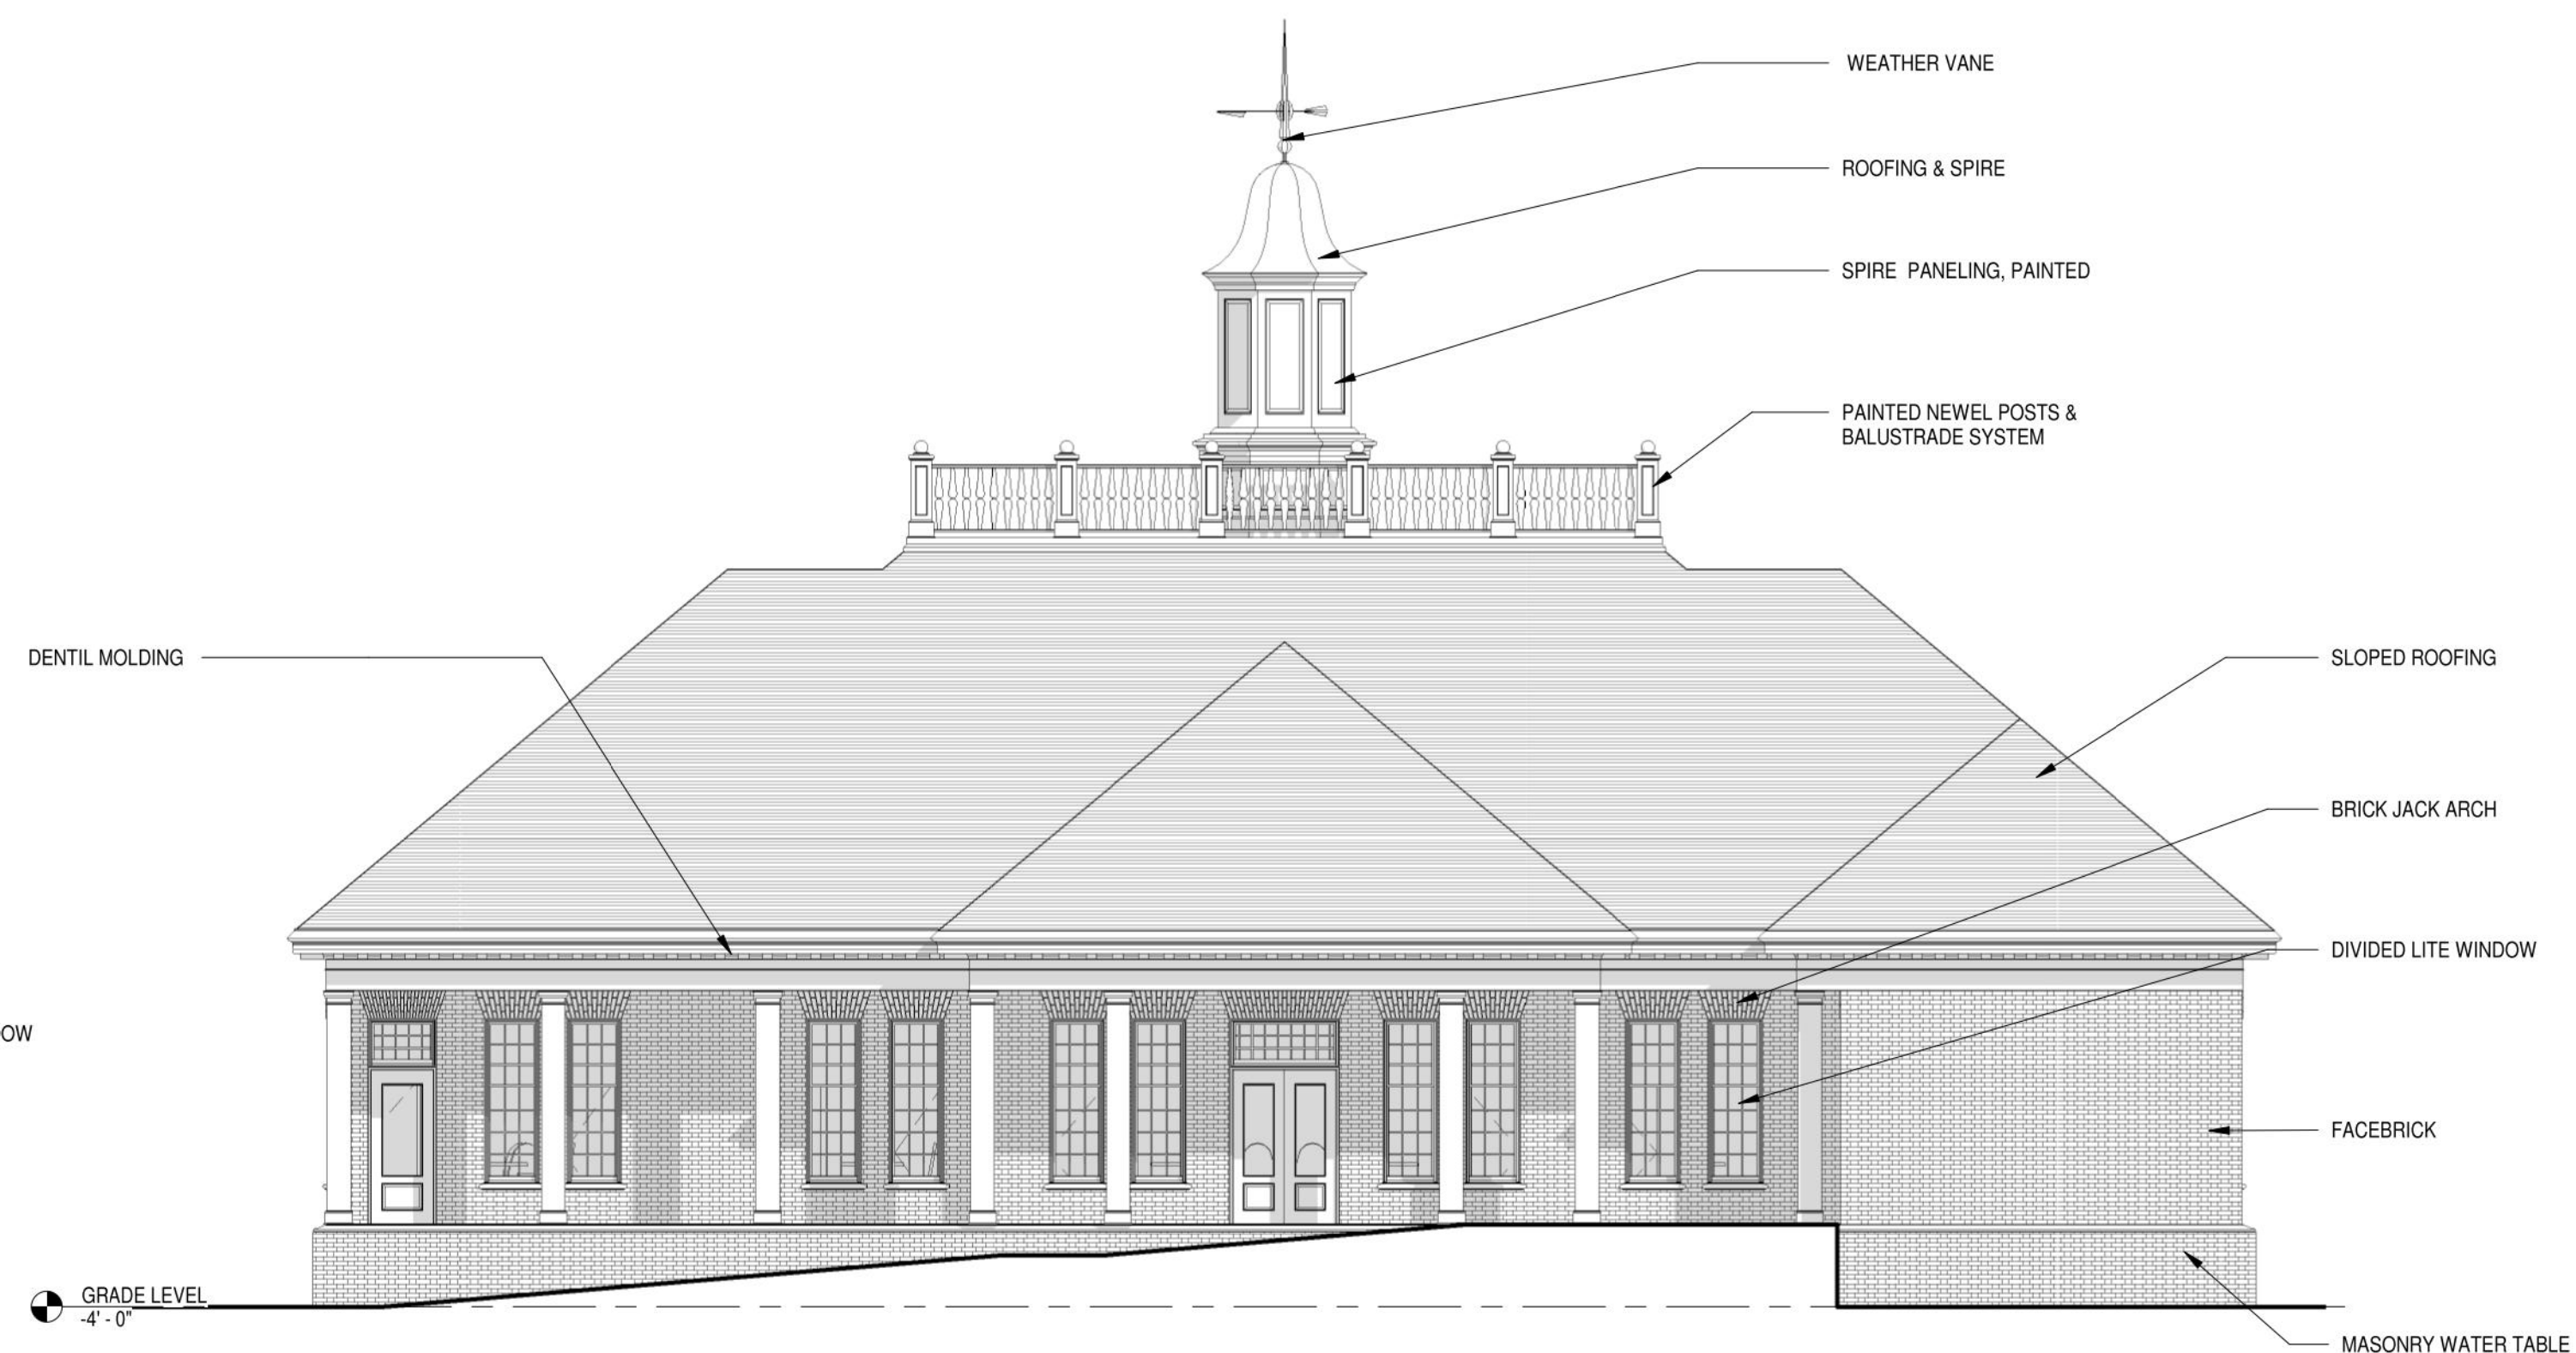 WEATHER VANE
ROOFING & SPIRE
SPIRE PANELING, PAINTED
PAINTED NEWEL POSTS &
BALUSTRADE SYSTEM
DENTIL MOLDING
SLOPED ROOFING
BRICK JACK ARCH
DIVIDED LITE WINDOW
OW
FACEBRICK
GRADE LEVEL
-4' - 0"
MASONRY WATER TABLE